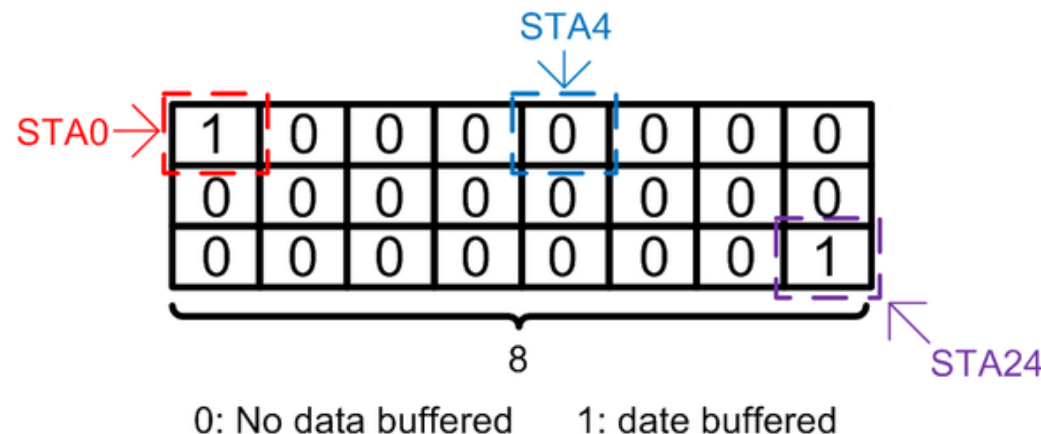 STA4
STA0
1 0 0 0 0 0 0 0
0 0 0 0 0 0 0 0
0 0 0 0 0 0 0 1
8
STA24
0: No data buffered 1: date buffered